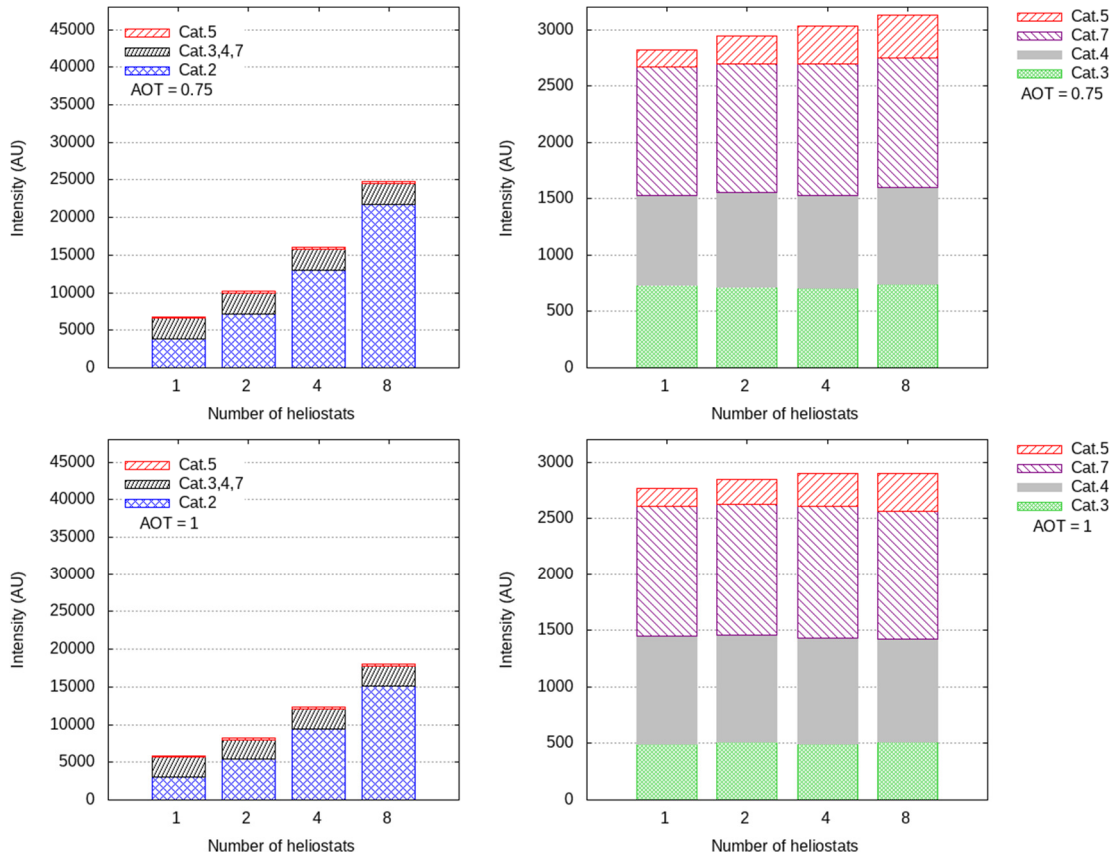 45000
40000
35000
30000
25000
20000
15000
10000
5000
0
Intensity (AU)
Cat.5
Cat.3,4,7
Cat.2
AOT = 0.75
1 2 4 8
Number of heliostats
3000
2500
2000
1500
1000
500
0
Intensity (AU)
Cat.5
Cat.7
Cat.4
Cat.3
AOT = 0.75
1 2 4 8
Number of heliostats
45000
40000
35000
30000
25000
20000
15000
10000
5000
0
Intensity (AU)
Cat.5
Cat.3,4,7
Cat.2
AOT = 1
1 2 4 8
Number of heliostats
3000
2500
2000
1500
1000
500
0
Intensity (AU)
Cat.5
Cat.7
Cat.4
Cat.3
AOT = 1
1 2 4 8
Number of heliostats